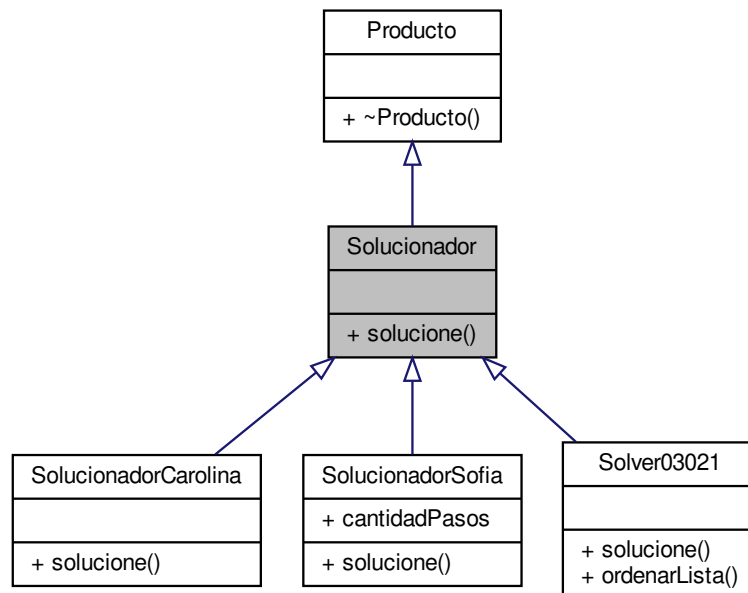 Producto
+ ~Producto()
Solucionador
+ solucione()
SolucionadorCarolina
+ solucione()
SolucionadorSofia
+ cantidadPasos
+ solucione()
Solver03021
+ solucione()
+ ordenarLista()